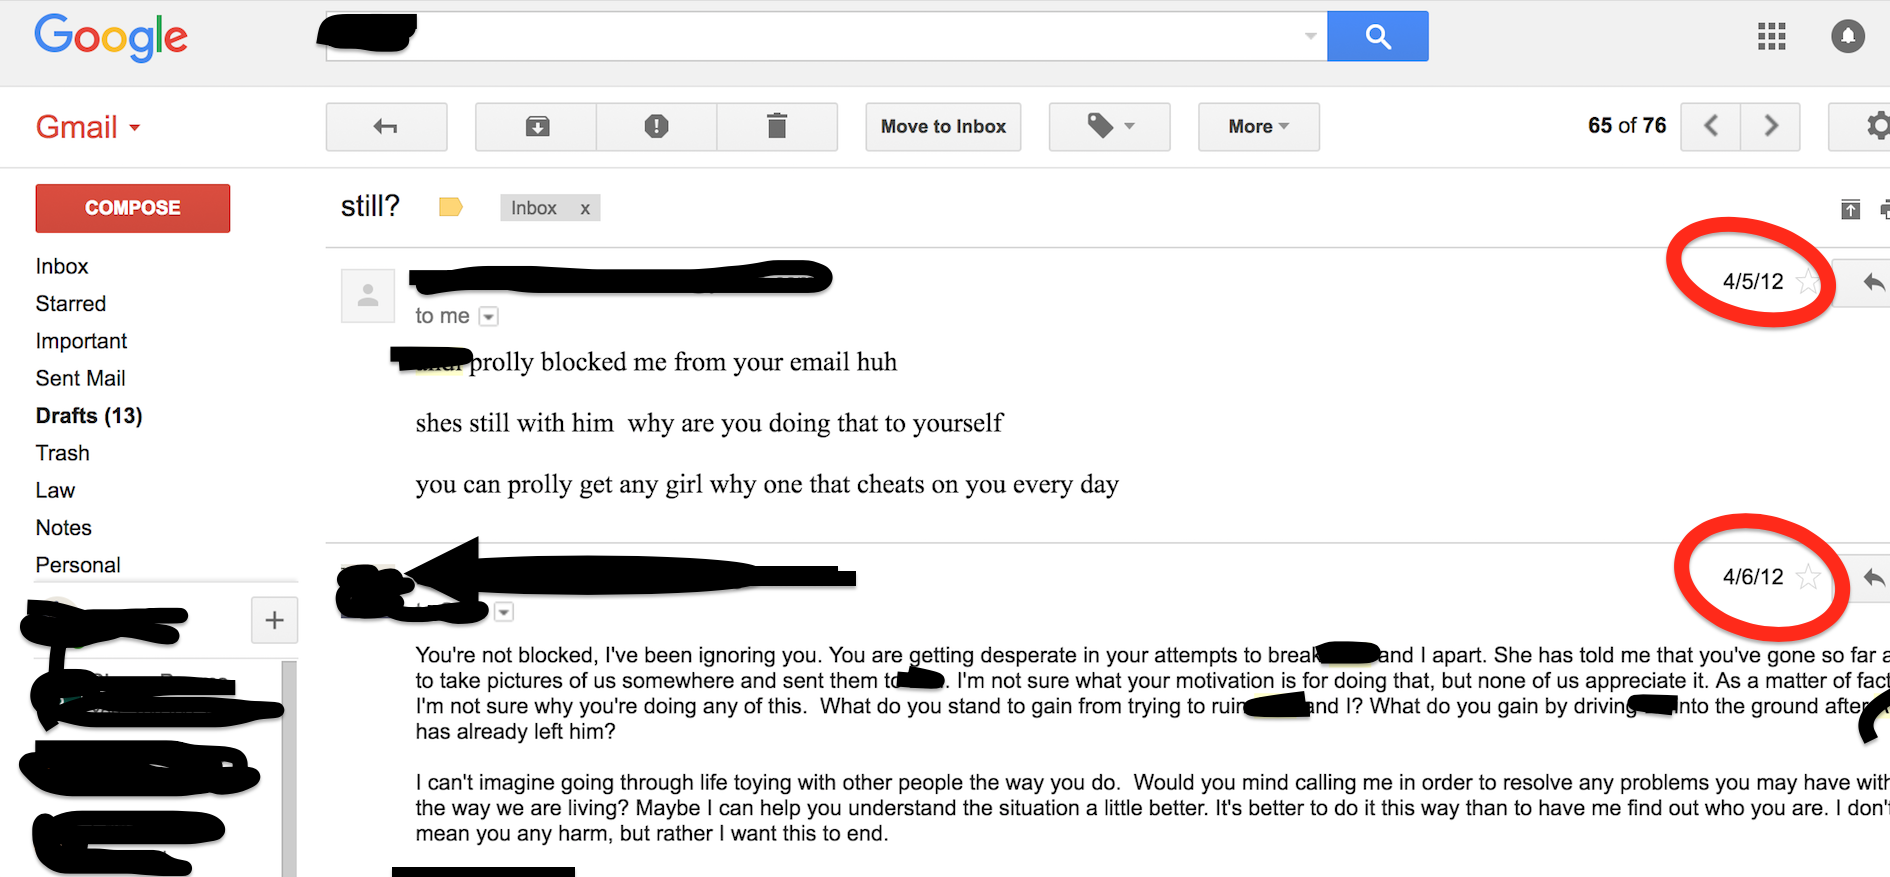 Google
Gmail
Move to Inbox
More
65 of 76
COMPOSE
still?
Inbox x
Inbox
Starred
Important
Sent Mail
Drafts (13)
Trash
Law
Notes
Personal
4/5/12
to me
prolly blocked me from your email huh
shes still with him  why are you doing that to yourself
you can prolly get any girl why one that cheats on you every day
4/6/12
You're not blocked, I've been ignoring you. You are getting desperate in your attempts to break and I apart. She has told me that you've gone so far a
to take pictures of us somewhere and sent them to . I'm not sure what your motivation is for doing that, but none of us appreciate it. As a matter of fact
I'm not sure why you're doing any of this.  What do you stand to gain from trying to ruin and I? What do you gain by driving into the ground after
has already left him?
I can't imagine going through life toying with other people the way you do.  Would you mind calling me in order to resolve any problems you may have with
the way we are living? Maybe I can help you understand the situation a little better. It's better to do it this way than to have me find out who you are. I don't
mean you any harm, but rather I want this to end.